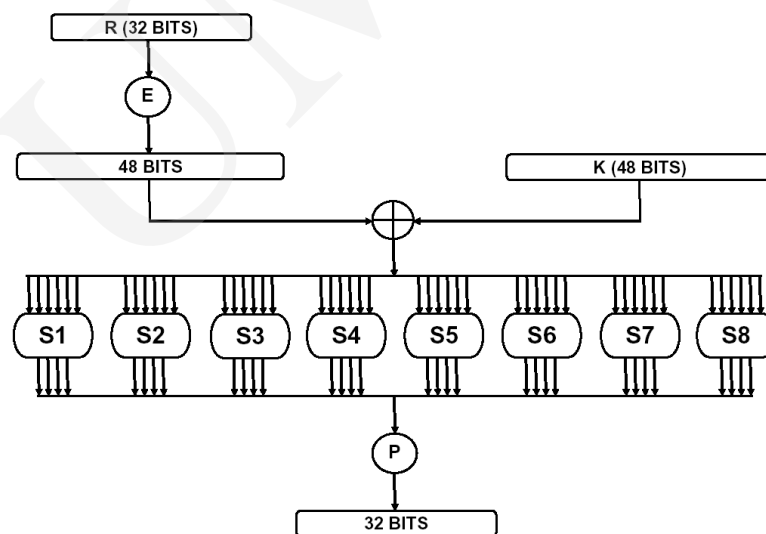 R (32 BITS)
E
48 BITS
K (48 BITS)
S1 S2 S3 S4 S5 S6 S7 S8
P
32 BITS